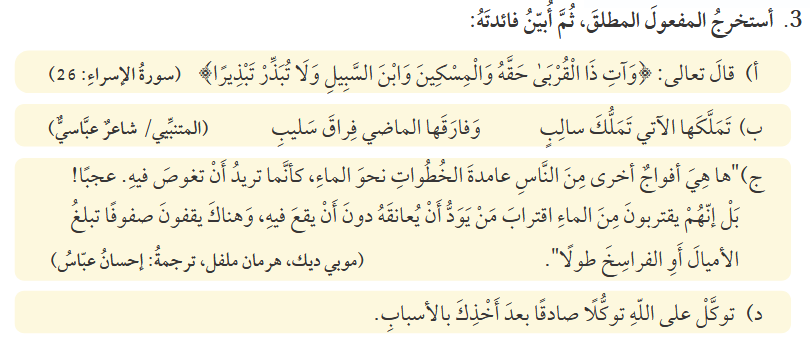 3. أستخرجُ المفعولَ المطلقَ، ثُمَّ أُبيّنُ فائدتَهُ:
أ) قالَ تعالى: ﴿وَآتِ ذَا الْقُرْبَىٰ حَقَّهُ وَالْمِسْكِينَ وَابْنَ السَّبِيلِ وَلَا تُبَذِّرْ تَبْذِيرًا﴾ (سورةُ الإسراءِ: 26)
ب) تَمَلَّكَها الآتي تَمَلُّكَ سالِبٍ وَفارَقَها الماضي فِراقَ سَليبِ (المتنبّيي/ شاعرٌ عبَّاسيٌّ)
ج) "ها هِيَ أفواجٌ أخرى مِنَ النَّاسِ عامدةَ الخُطُواتِ نحوَ الماءِ، كأنَّما تريدُ أَنْ تغوصَ فيهِ. عجبًا!
بَلْ إنّهُمْ يقتربونَ مِنَ الماءِ اقترابَ مَنْ يَوَدُّ أَنْ يُعانقَهُ دونَ أَنْ يقعَ فيهِ، وَهناكَ يقفونَ صفوفًا تبلغُ
الأميالَ أَوِ الفراسِخَ طولًا". (موبي ديك، هرمان ملفل، ترجمةُ: إحسانُ عبّاسُ)
د) توكَّلْ على اللّهِ توكُّلًا صادقًا بعدَ أَخْذِكَ بالأسبابِ.